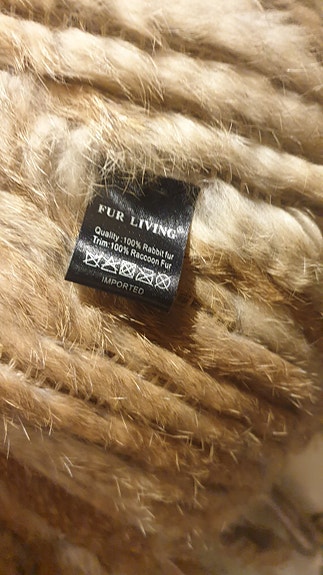 FUR LIVING®
Quality:100% Rabbit fur
Trim:100% Raccoon Fur
IMPORTED